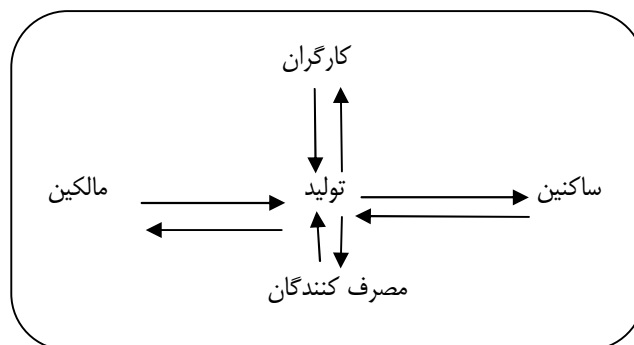 کارگران
ساکنین
تولید
مالکین
مصرف کنندگان